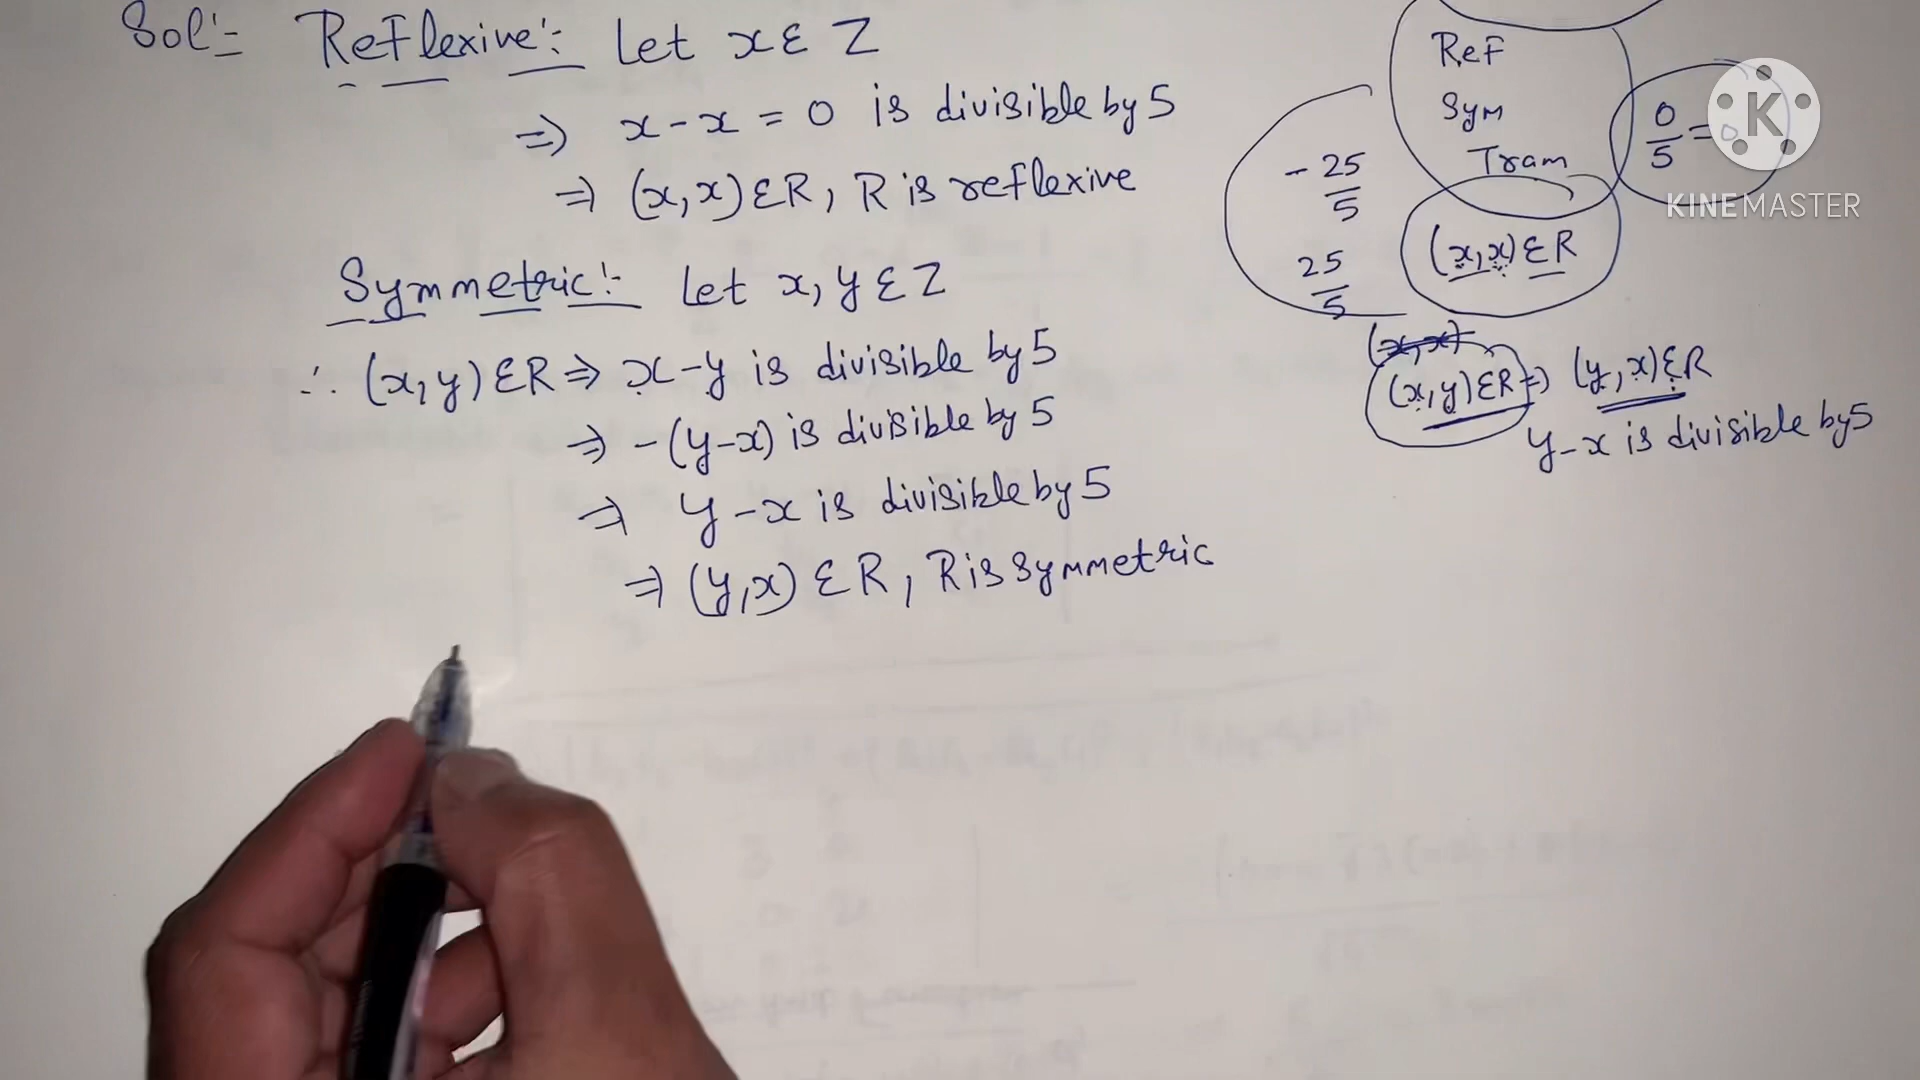 Sol:- Reflexive:- Let x ε Z
=> x - x = 0 is divisible by 5
=> (x,x) ε R, R is reflexive
Symmetric:- Let x, y ε Z
∴ (x,y) ε R => x - y is divisible by 5
=> -(y-x) is divisible by 5
=> y - x is divisible by 5
=> (y,x) ε R, R is symmetric
Ref
Sym
Tram
0/5 = 0
-25/5
25/5
(x,x) ε R
(x,x)
(x,y) ε R => (y,x) ε R
y-x is divisible by 5
K
KINEMASTER